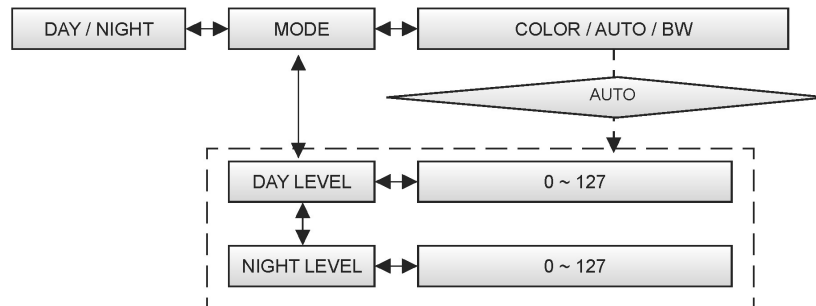 DAY / NIGHT
MODE
COLOR / AUTO / BW
AUTO
DAY LEVEL
0 ~ 127
NIGHT LEVEL
0 ~ 127